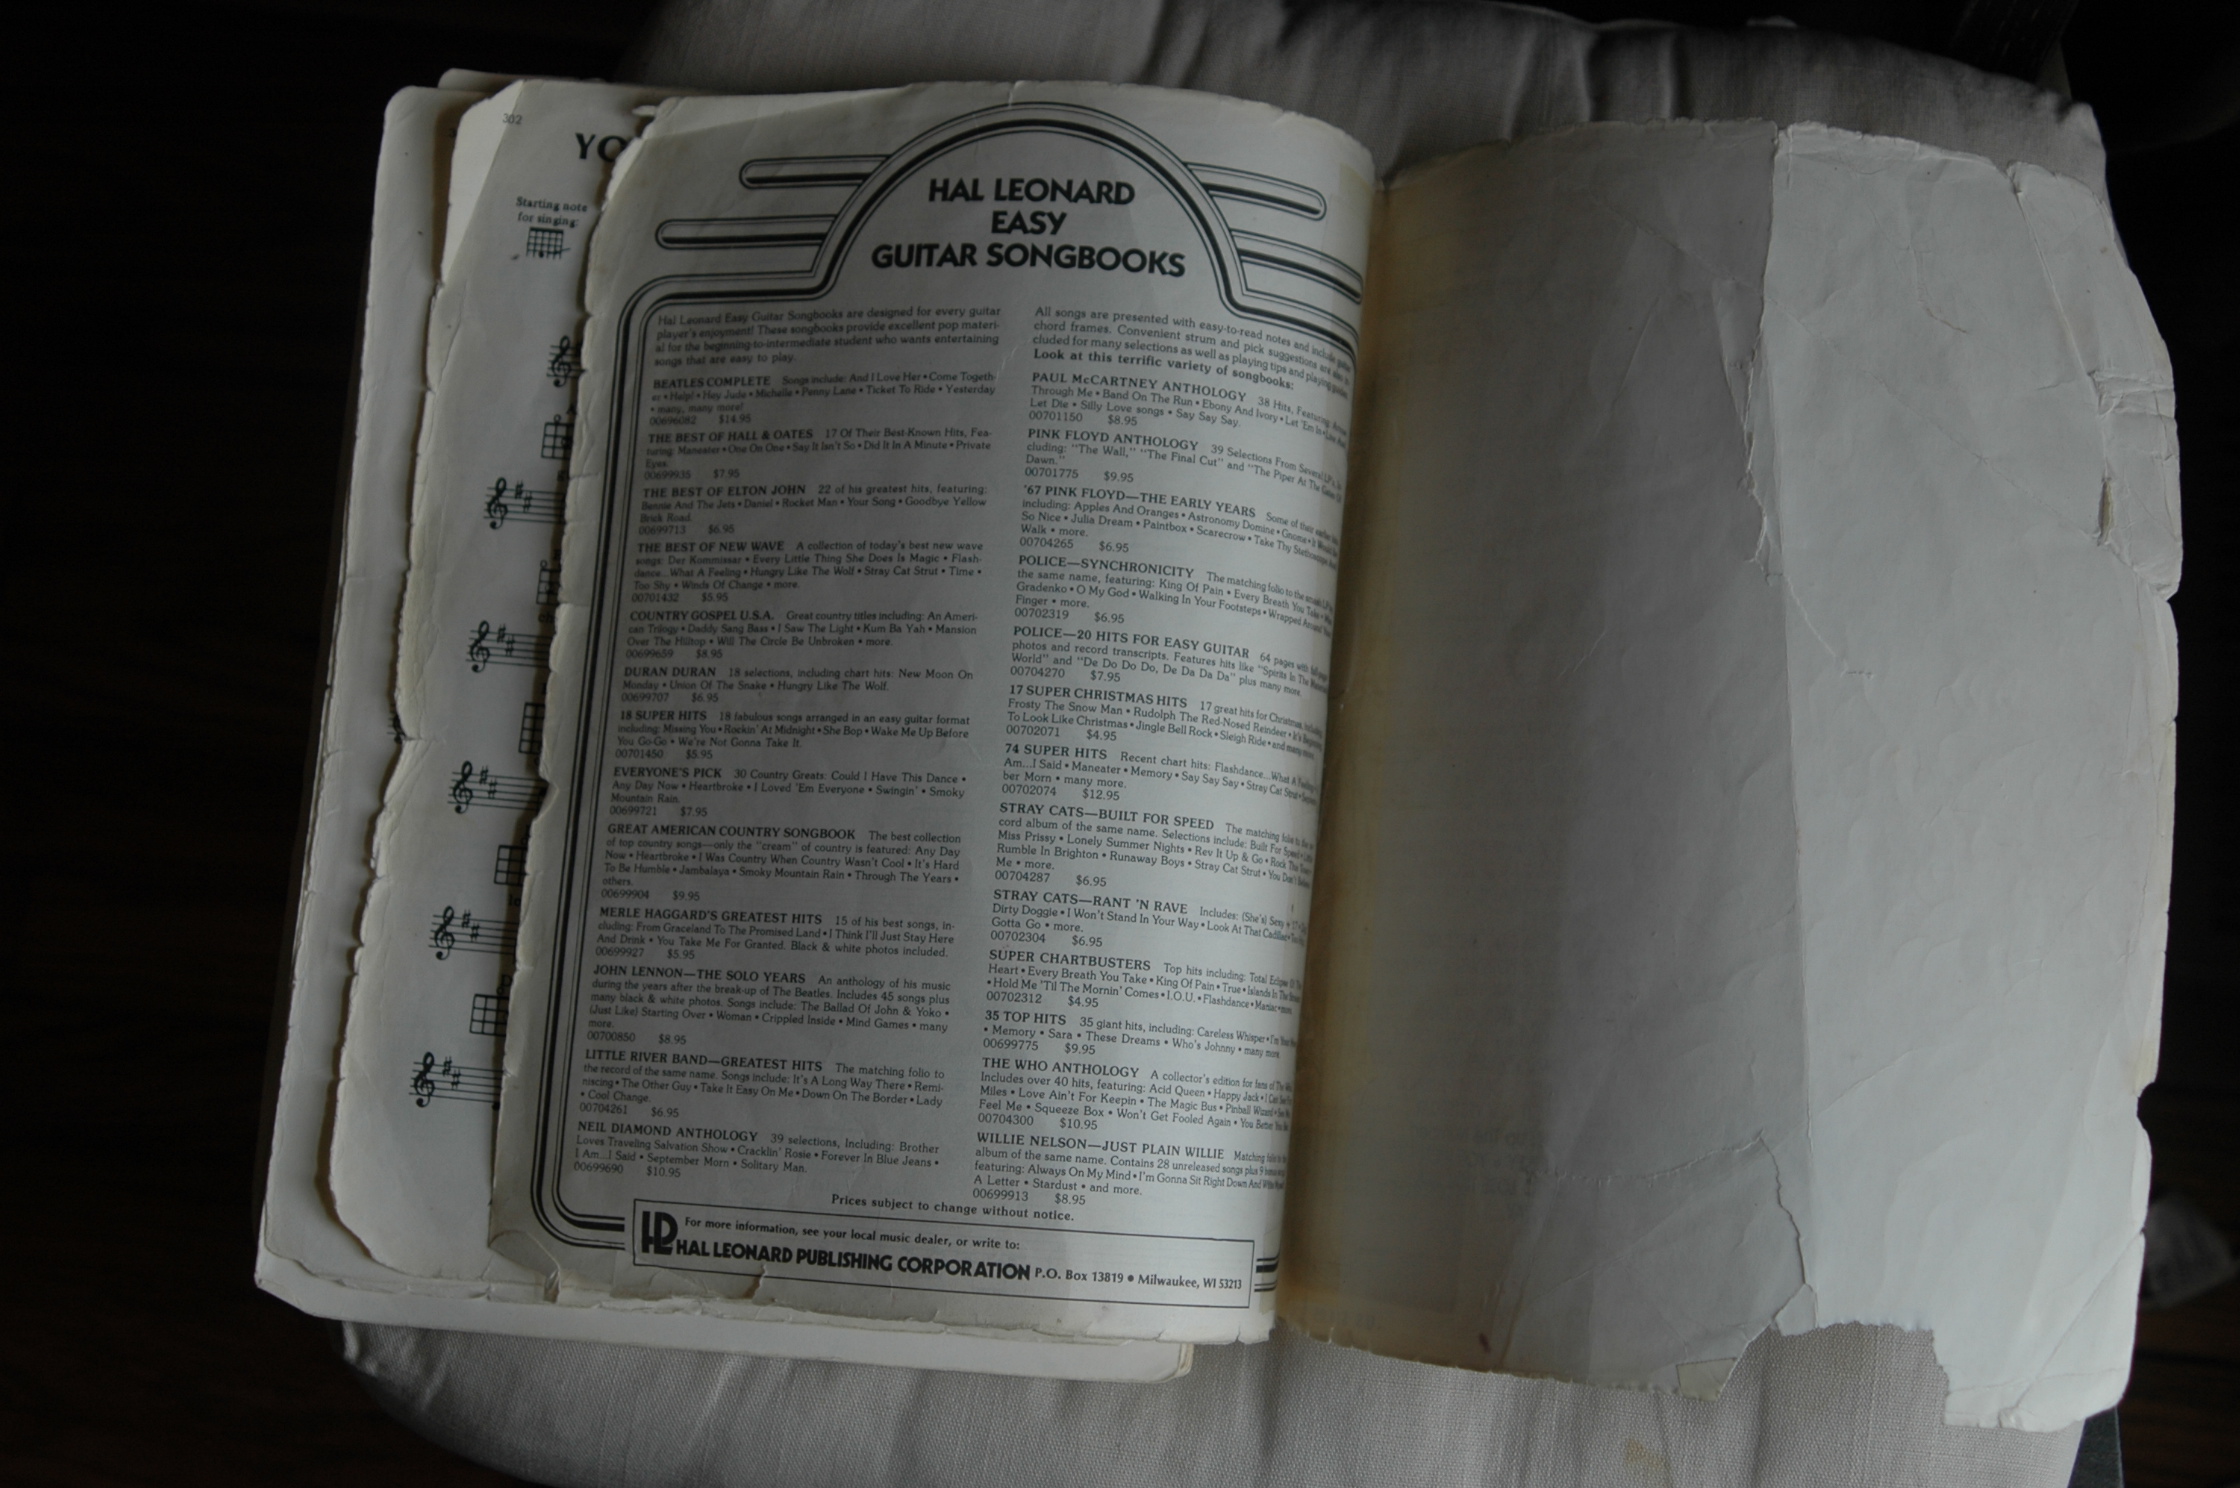 302
YO
Starting note
for singing:
HAL LEONARD
EASY
GUITAR SONGBOOKS
Hal Leonard Easy Guitar Songbooks are designed for every guitar
player's enjoyment! These songbooks provide excellent pop materi-
al for the beginning-to-intermediate student who wants entertaining
songs that are easy to play.
BEATLES COMPLETE Songs include: And I Love Her • Come Togeth-
er • Help! • Hey Jude • Michelle • Penny Lane • Ticket To Ride • Yesterday
• many, many more!
00696082 $14.95
THE BEST OF HALL & OATES 17 Of Their Best-Known Hits, Fea-
turing: Maneater • One On One • Say It Isn't So • Did It In A Minute • Private
Eyes.
00699935 $7.95
THE BEST OF ELTON JOHN 22 of his greatest hits, featuring:
Bennie And The Jets • Daniel • Rocket Man • Your Song • Goodbye Yellow
Brick Road.
00699713 $6.95
THE BEST OF NEW WAVE A collection of today's best new wave
songs: Der Kommissar • Every Little Thing She Does Is Magic • Flash-
dance...What A Feeling • Hungry Like The Wolf • Stray Cat Strut • Time •
Too Shy • Winds Of Change • more.
00701432 $5.95
COUNTRY GOSPEL U.S.A. Great country titles including: An Ameri-
can Trilogy • Daddy Sang Bass • I Saw The Light • Kum Ba Yah • Mansion
Over The Hilltop • Will The Circle Be Unbroken • more.
00699659 $8.95
DURAN DURAN 18 selections, including chart hits: New Moon On
Monday • Union Of The Snake • Hungry Like The Wolf.
00699707 $6.95
18 SUPER HITS 18 fabulous songs arranged in an easy guitar format
including: Missing You • Rockin' At Midnight • She Bop • Wake Me Up Before
You Go-Go • We're Not Gonna Take It.
00701450 $5.95
EVERYONE'S PICK 30 Country Greats: Could I Have This Dance •
Any Day Now • Heartbroke • I Loved 'Em Everyone • Swingin' • Smoky
Mountain Rain.
00699721 $7.95
GREAT AMERICAN COUNTRY SONGBOOK The best collection
of top country songs—only the "cream" of country is featured: Any Day
Now • Heartbroke • I Was Country When Country Wasn't Cool • It's Hard
To Be Humble • Jambalaya • Smoky Mountain Rain • Through The Years •
others.
00699904 $9.95
MERLE HAGGARD'S GREATEST HITS 15 of his best songs, in-
cluding: From Graceland To The Promised Land • I Think I'll Just Stay Here
And Drink • You Take Me For Granted. Black & white photos included.
00699927 $5.95
JOHN LENNON—THE SOLO YEARS An anthology of his music
during the years after the break-up of The Beatles. Includes 45 songs plus
many black & white photos. Songs include: The Ballad Of John & Yoko •
(Just Like) Starting Over • Woman • Crippled Inside • Mind Games • many
more.
00700850 $8.95
LITTLE RIVER BAND—GREATEST HITS The matching folio to
the record of the same name. Songs include: It's A Long Way There • Remi-
niscing • The Other Guy • Take It Easy On Me • Down On The Border • Lady
• Cool Change.
00704261 $6.95
NEIL DIAMOND ANTHOLOGY 39 selections, Including: Brother
Loves Traveling Salvation Show • Cracklin' Rosie • Forever In Blue Jeans •
I Am...I Said • September Morn • Solitary Man.
00699690 $10.95
All songs are presented with easy-to-read notes and include guitar
chord frames. Convenient strum and pick suggestions are also in-
cluded for many selections as well as playing tips and playing
Look at this terrific variety of songbooks:
PAUL McCARTNEY ANTHOLOGY 38 Hits, Featuring:
Through Me • Band On The Run • Ebony And Ivory • Let 'Em In • Live And
Let Die • Silly Love songs • Say Say Say.
00701150 $8.95
PINK FLOYD ANTHOLOGY 39 Selections From Several LP's, In-
cluding: "The Wall," "The Final Cut" and "The Piper At The Gates Of
Dawn."
00701775 $9.95
'67 PINK FLOYD—THE EARLY YEARS Some of their earlier
including: Apples And Oranges • Astronomy Domine • Gnome • It Would Be
So Nice • Julia Dream • Paintbox • Scarecrow • Take Thy Stethoscope And
Walk • more.
00704265 $6.95
POLICE—SYNCHRONICITY The matching folio to the smash LP
the same name, featuring: King Of Pain • Every Breath You Take • Miss
Gradenko • O My God • Walking In Your Footsteps • Wrapped Around Your
Finger • more.
00702319 $6.95
POLICE—20 HITS FOR EASY GUITAR 64 pages with
photos and record transcripts. Features hits like "Spirits In The Material
World" and "De Do Do Do, De Da Da Da" plus many more.
00704270 $7.95
17 SUPER CHRISTMAS HITS 17 great hits for Christmas, including:
Frosty The Snow Man • Rudolph The Red-Nosed Reindeer • It's Beginning
To Look Like Christmas • Jingle Bell Rock • Sleigh Ride • and many more.
00702071 $4.95
74 SUPER HITS Recent chart hits: Flashdance...What A Feeling • I
Am...I Said • Maneater • Memory • Say Say Say • Stray Cat Strut • Septem-
ber Morn • many more.
00702074 $12.95
STRAY CATS—BUILT FOR SPEED The matching folio to the re-
cord album of the same name. Selections include: Built For Speed • Little
Miss Prissy • Lonely Summer Nights • Rev It Up & Go • Rock This Town •
Rumble In Brighton • Runaway Boys • Stray Cat Strut • You Don't Believe
Me • more.
00704287 $6.95
STRAY CATS—RANT 'N RAVE Includes: (She's) Sexy + 17 •
Dirty Doggie • I Won't Stand In Your Way • Look At That Cadillac •
Gotta Go • more.
00702304 $6.95
SUPER CHARTBUSTERS Top hits including: Total Eclipse Of The
Heart • Every Breath You Take • King Of Pain • True • Islands In The Stream
• Hold Me 'Til The Mornin' Comes • I.O.U. • Flashdance • Maniac • more.
00702312 $4.95
35 TOP HITS 35 giant hits, including: Careless Whisper • I'm Your Man
• Memory • Sara • These Dreams • Who's Johnny • many more.
00699775 $9.95
THE WHO ANTHOLOGY A collector's edition for fans of The Who.
Includes over 40 hits, featuring: Acid Queen • Happy Jack • I Can See For
Miles • Love Ain't For Keepin • The Magic Bus • Pinball Wizard • See Me
Feel Me • Squeeze Box • Won't Get Fooled Again • You Better You Bet.
00704300 $10.95
WILLIE NELSON—JUST PLAIN WILLIE Matching folio to the
album of the same name. Contains 28 unreleased songs plus 9
featuring: Always On My Mind • I'm Gonna Sit Right Down And Write Myself
A Letter • Stardust • and more.
00699913 $8.95
Prices subject to change without notice.
For more information, see your local music dealer, or write to:
HAL LEONARD PUBLISHING CORPORATION P.O. Box 13819 • Milwaukee, WI 53213